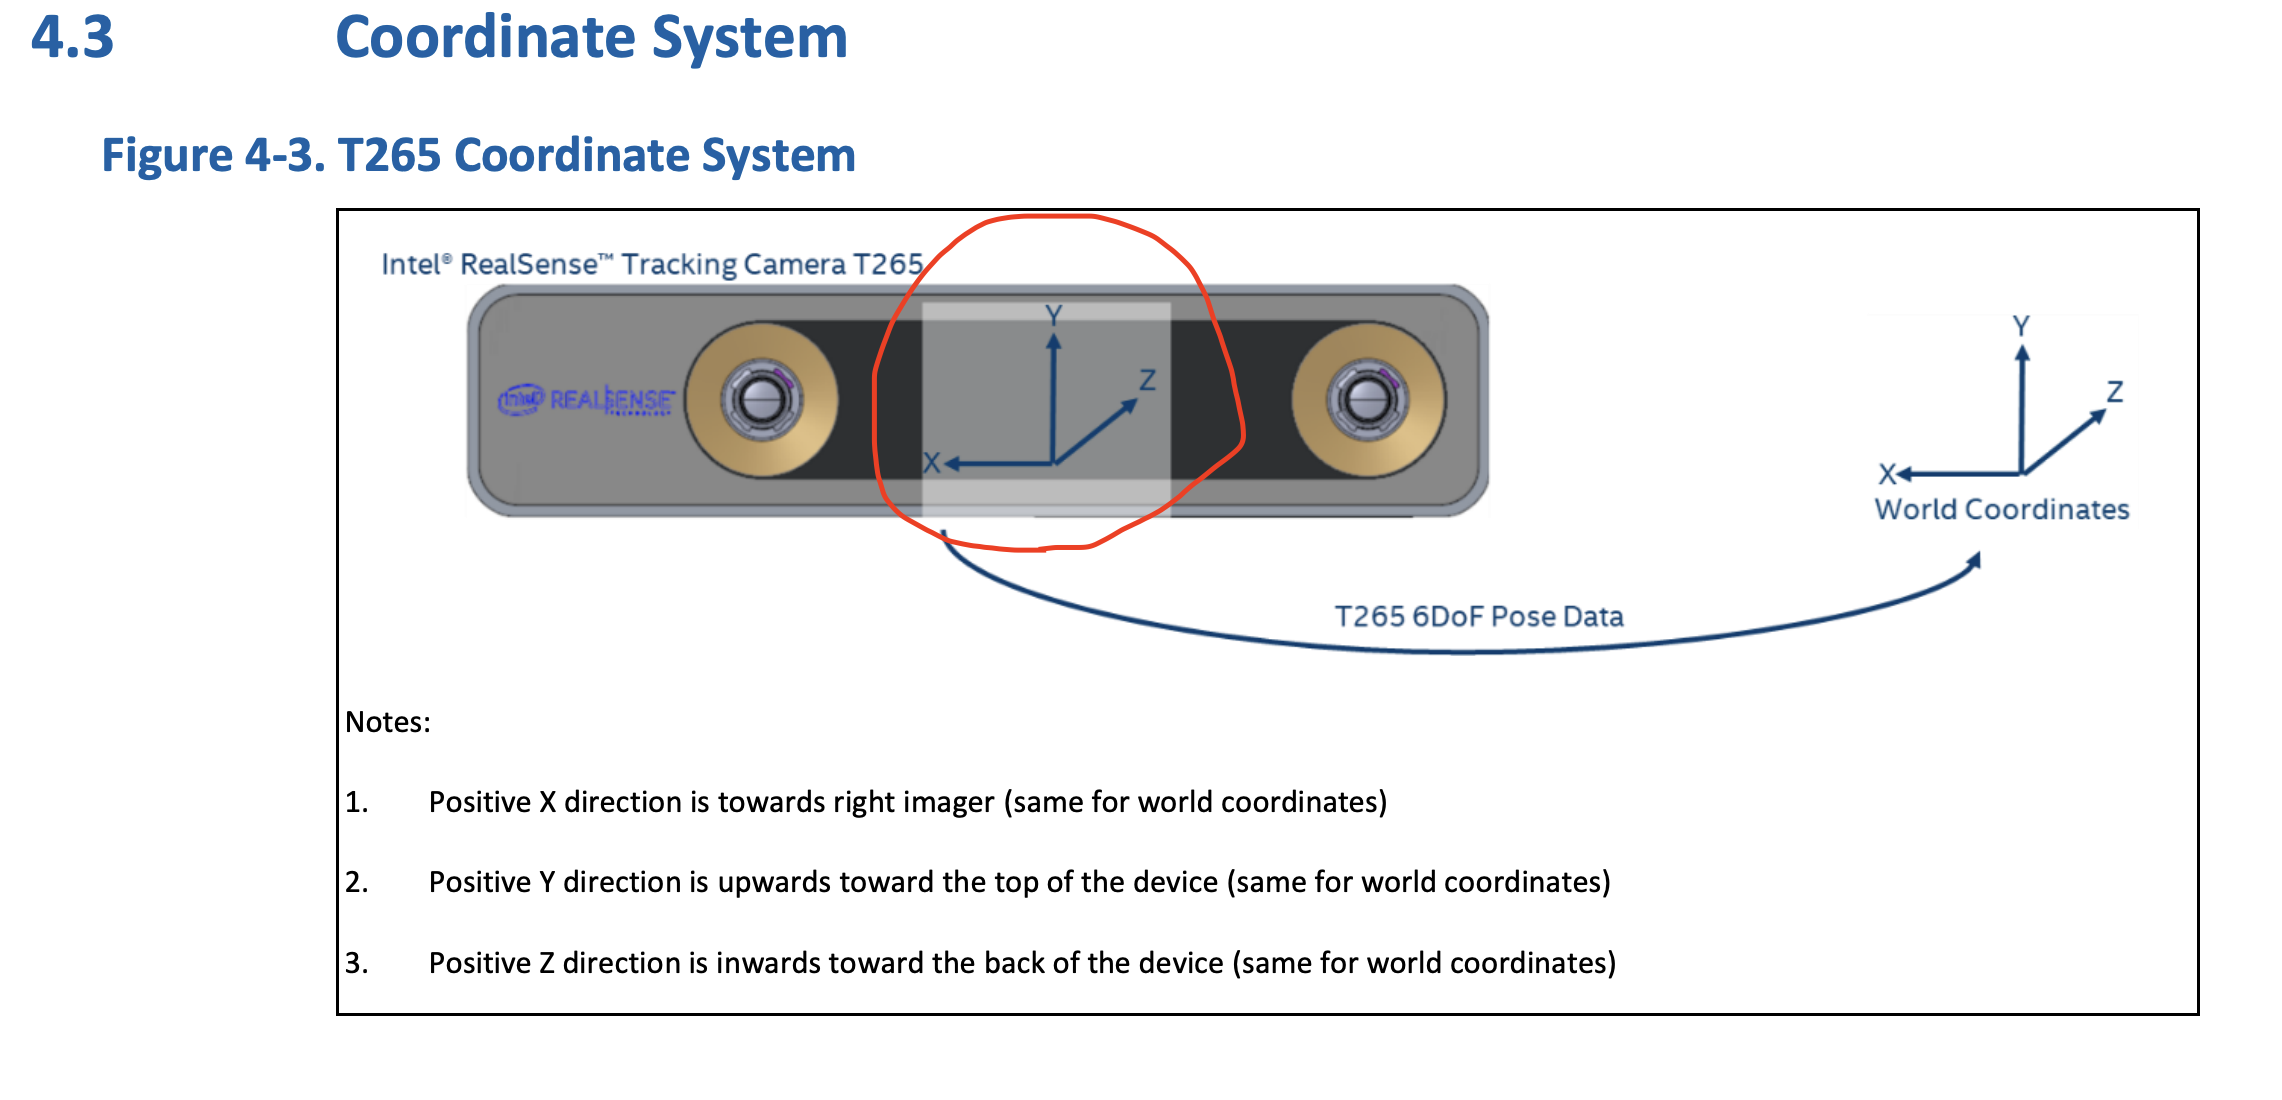 4.3 Coordinate System
Figure 4-3. T265 Coordinate System
Intel® RealSense™ Tracking Camera T265
Y
Z
X
intel REALSENSE
TECHNOLOGY
Y
Z
X
World Coordinates
T265 6DoF Pose Data
Notes:
1. Positive X direction is towards right imager (same for world coordinates)
2. Positive Y direction is upwards toward the top of the device (same for world coordinates)
3. Positive Z direction is inwards toward the back of the device (same for world coordinates)